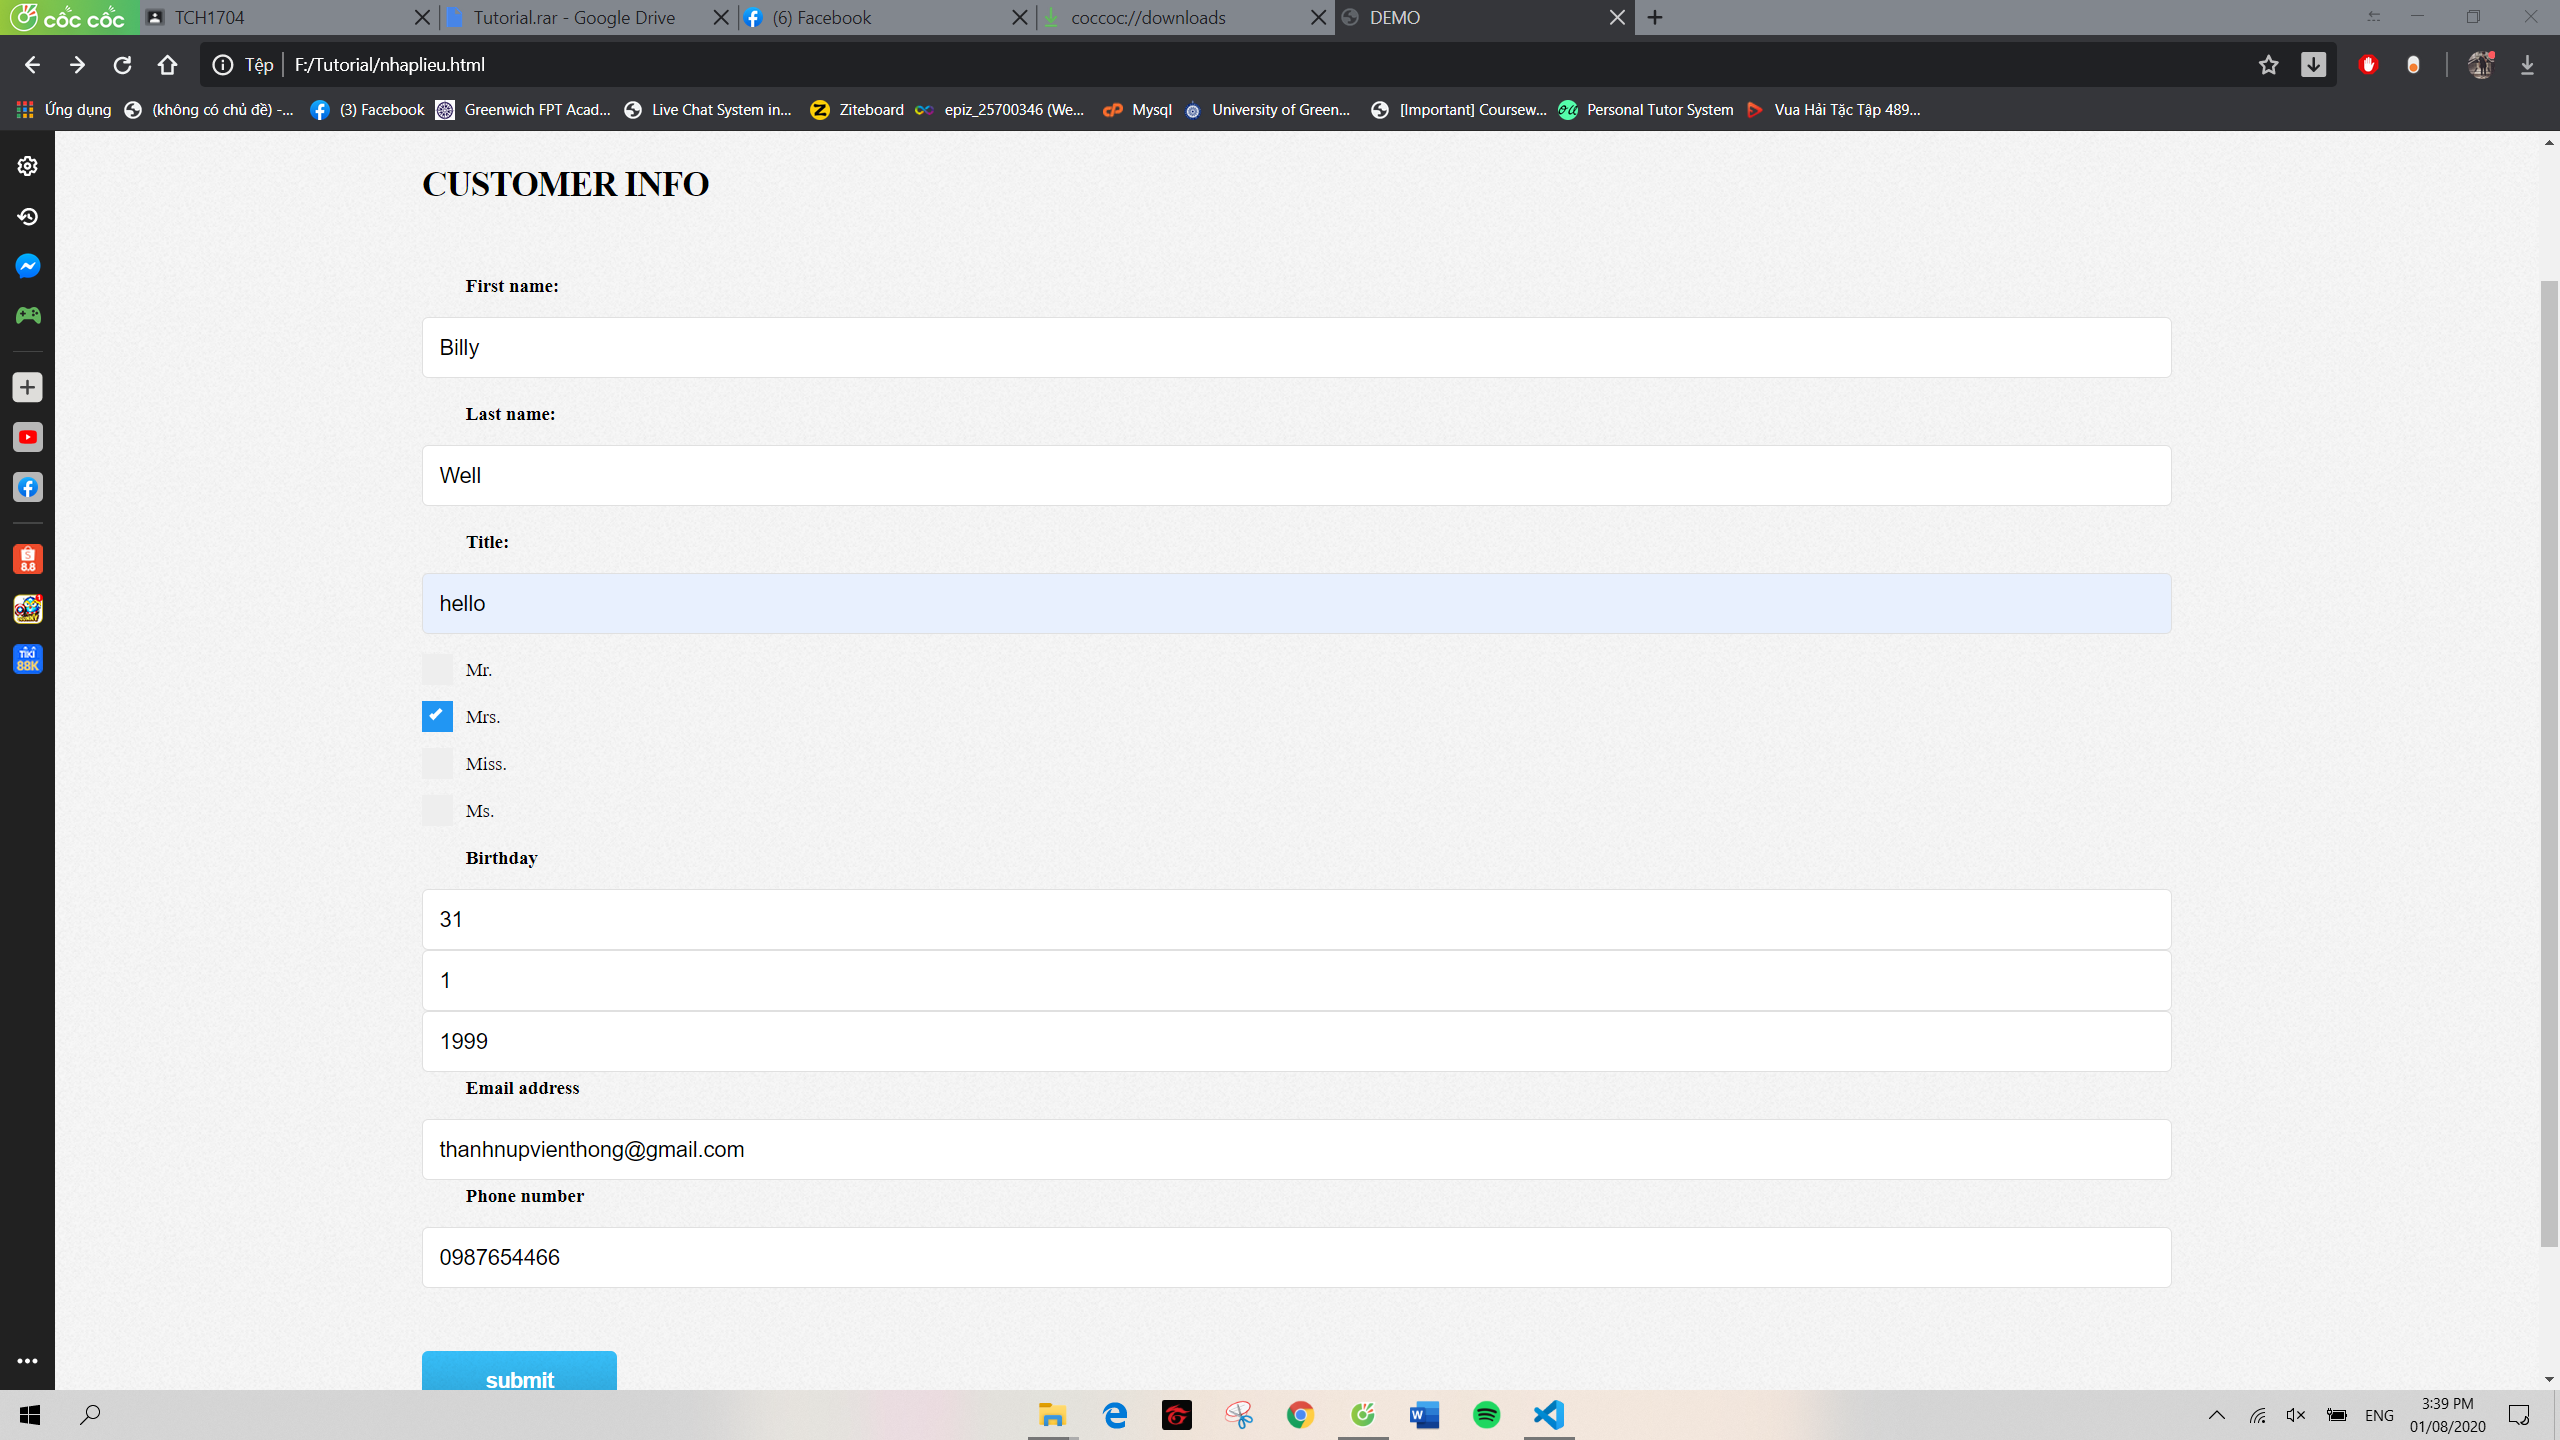 cốc cốc TCH1704 Tutorial.rar - Google Drive (6) Facebook coccoc://downloads DEMO
Tệp F:/Tutorial/nhaplieu.html
Ứng dụng (không có chủ đề) -... (3) Facebook Greenwich FPT Acad... Live Chat System in... Ziteboard epiz_25700346 (We... Mysql University of Green... [Important] Coursew... Personal Tutor System Vua Hải Tặc Tập 489...
CUSTOMER INFO
First name:
Billy
Last name:
Well
Title:
hello
Mr.
Mrs.
Miss.
Ms.
Birthday
31
1
1999
Email address
thanhnupvienthong@gmail.com
Phone number
0987654466
submit
8.8
TIKI
88K
ENG
3:39 PM
01/08/2020